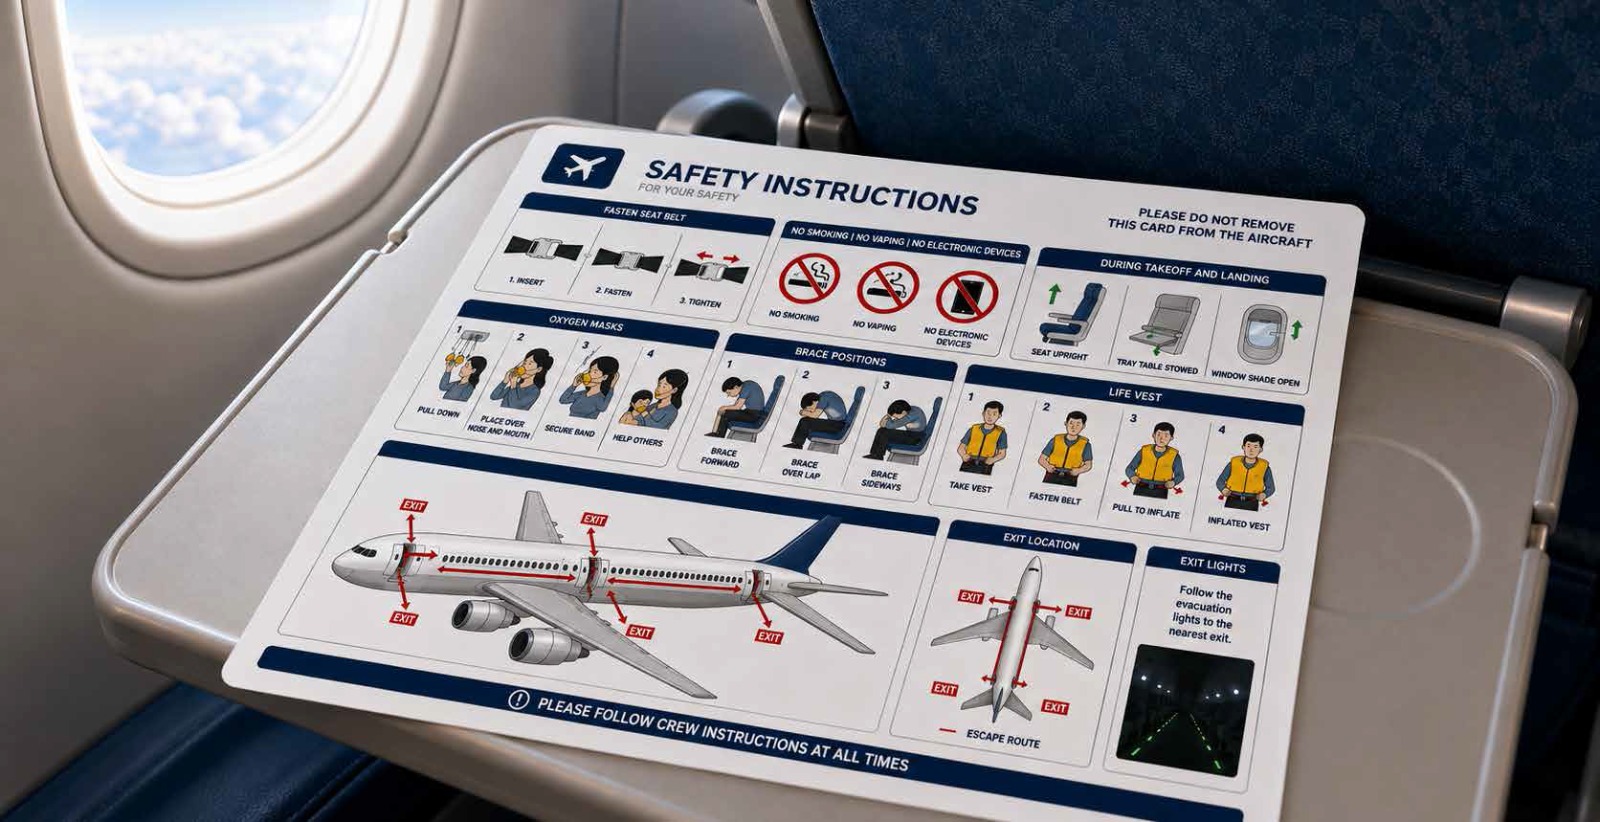 SAFETY INSTRUCTIONS
FOR YOUR SAFETY
PLEASE DO NOT REMOVE
THIS CARD FROM THE AIRCRAFT
FASTEN SEAT BELT
1. INSERT
2. FASTEN
3. TIGHTEN
NO SMOKING / NO VAPING / NO ELECTRONIC DEVICES
NO SMOKING
NO VAPING
NO ELECTRONIC
DEVICES
DURING TAKEOFF AND LANDING
SEAT UPRIGHT
TRAY TABLE STOWED
WINDOW SHADE OPEN
OXYGEN MASKS
1
2
3
4
PULL DOWN
PLACE OVER
NOSE AND MOUTH
SECURE BAND
HELP OTHERS
BRACE POSITIONS
1
2
3
BRACE
FORWARD
BRACE
OVER LAP
BRACE
SIDEWAYS
LIFE VEST
1
2
3
4
TAKE VEST
FASTEN BELT
PULL TO INFLATE
INFLATED VEST
EXIT
EXIT
EXIT
EXIT
EXIT
EXIT LOCATION
EXIT
EXIT
EXIT
EXIT
ESCAPE ROUTE
EXIT LIGHTS
Follow the
evacuation
lights to the
nearest exit.
! PLEASE FOLLOW CREW INSTRUCTIONS AT ALL TIMES